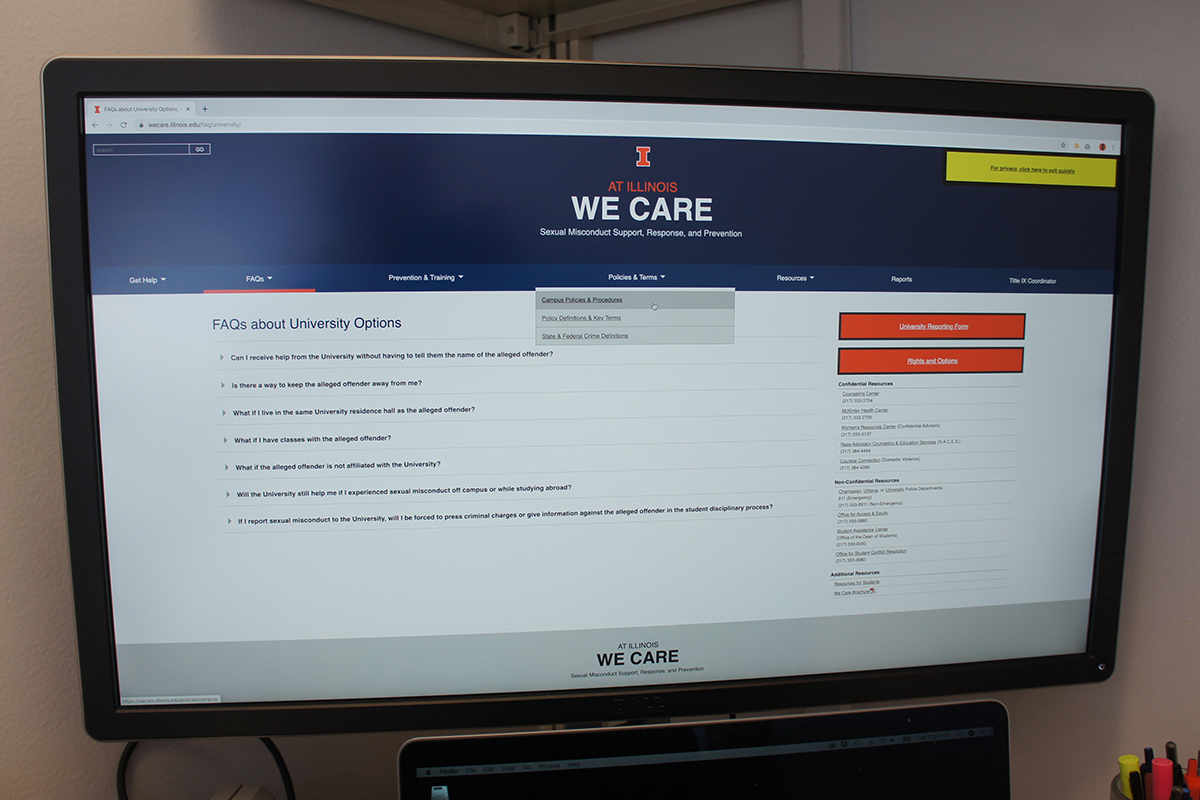 FAQs about University Options
wecare.illinois.edu/faq/university/
search
GO
For privacy, click here to exit quickly
I
AT ILLINOIS
WE CARE
Sexual Misconduct Support, Response, and Prevention
Get Help
FAQs
Prevention & Training
Policies & Terms
Resources
Reports
Title IX Coordinator
Campus Policies & Procedures
Policy Definitions & Key Terms
State & Federal Crime Definitions
FAQs about University Options
Can I receive help from the University without having to tell them the name of the alleged offender?
Is there a way to keep the alleged offender away from me?
What if I live in the same University residence hall as the alleged offender?
What if I have classes with the alleged offender?
What if the alleged offender is not affiliated with the University?
Will the University still help me if I experienced sexual misconduct off campus or while studying abroad?
If I report sexual misconduct to the University, will I be forced to press criminal charges or give information against the alleged offender in the student disciplinary process?
University Reporting Form
Rights and Options
Confidential Resources
Counseling Center
(217) 333-3704
McKinley Health Center
(217) 333-2705
Women's Resources Center (Confidential Advisors)
(217) 333-3137
Rape Advocacy Counseling & Education Services (R.A.C.E.S.)
(217) 384-4444
Courage Connection (Domestic Violence)
(217) 384-4390
Non-Confidential Resources
Champaign, Urbana, or University Police Departments
911 (Emergency)
(217) 333-8911 (Non-Emergency)
Office for Access & Equity
(217) 333-0885
Student Assistance Center
(Office of the Dean of Students)
(217) 333-0050
Office for Student Conflict Resolution
(217) 333-3680
Additional Resources
Resources for Students
We Care Brochure
AT ILLINOIS
WE CARE
Sexual Misconduct Support, Response, and Prevention
DELL
Finder File Edit View Go Window Help